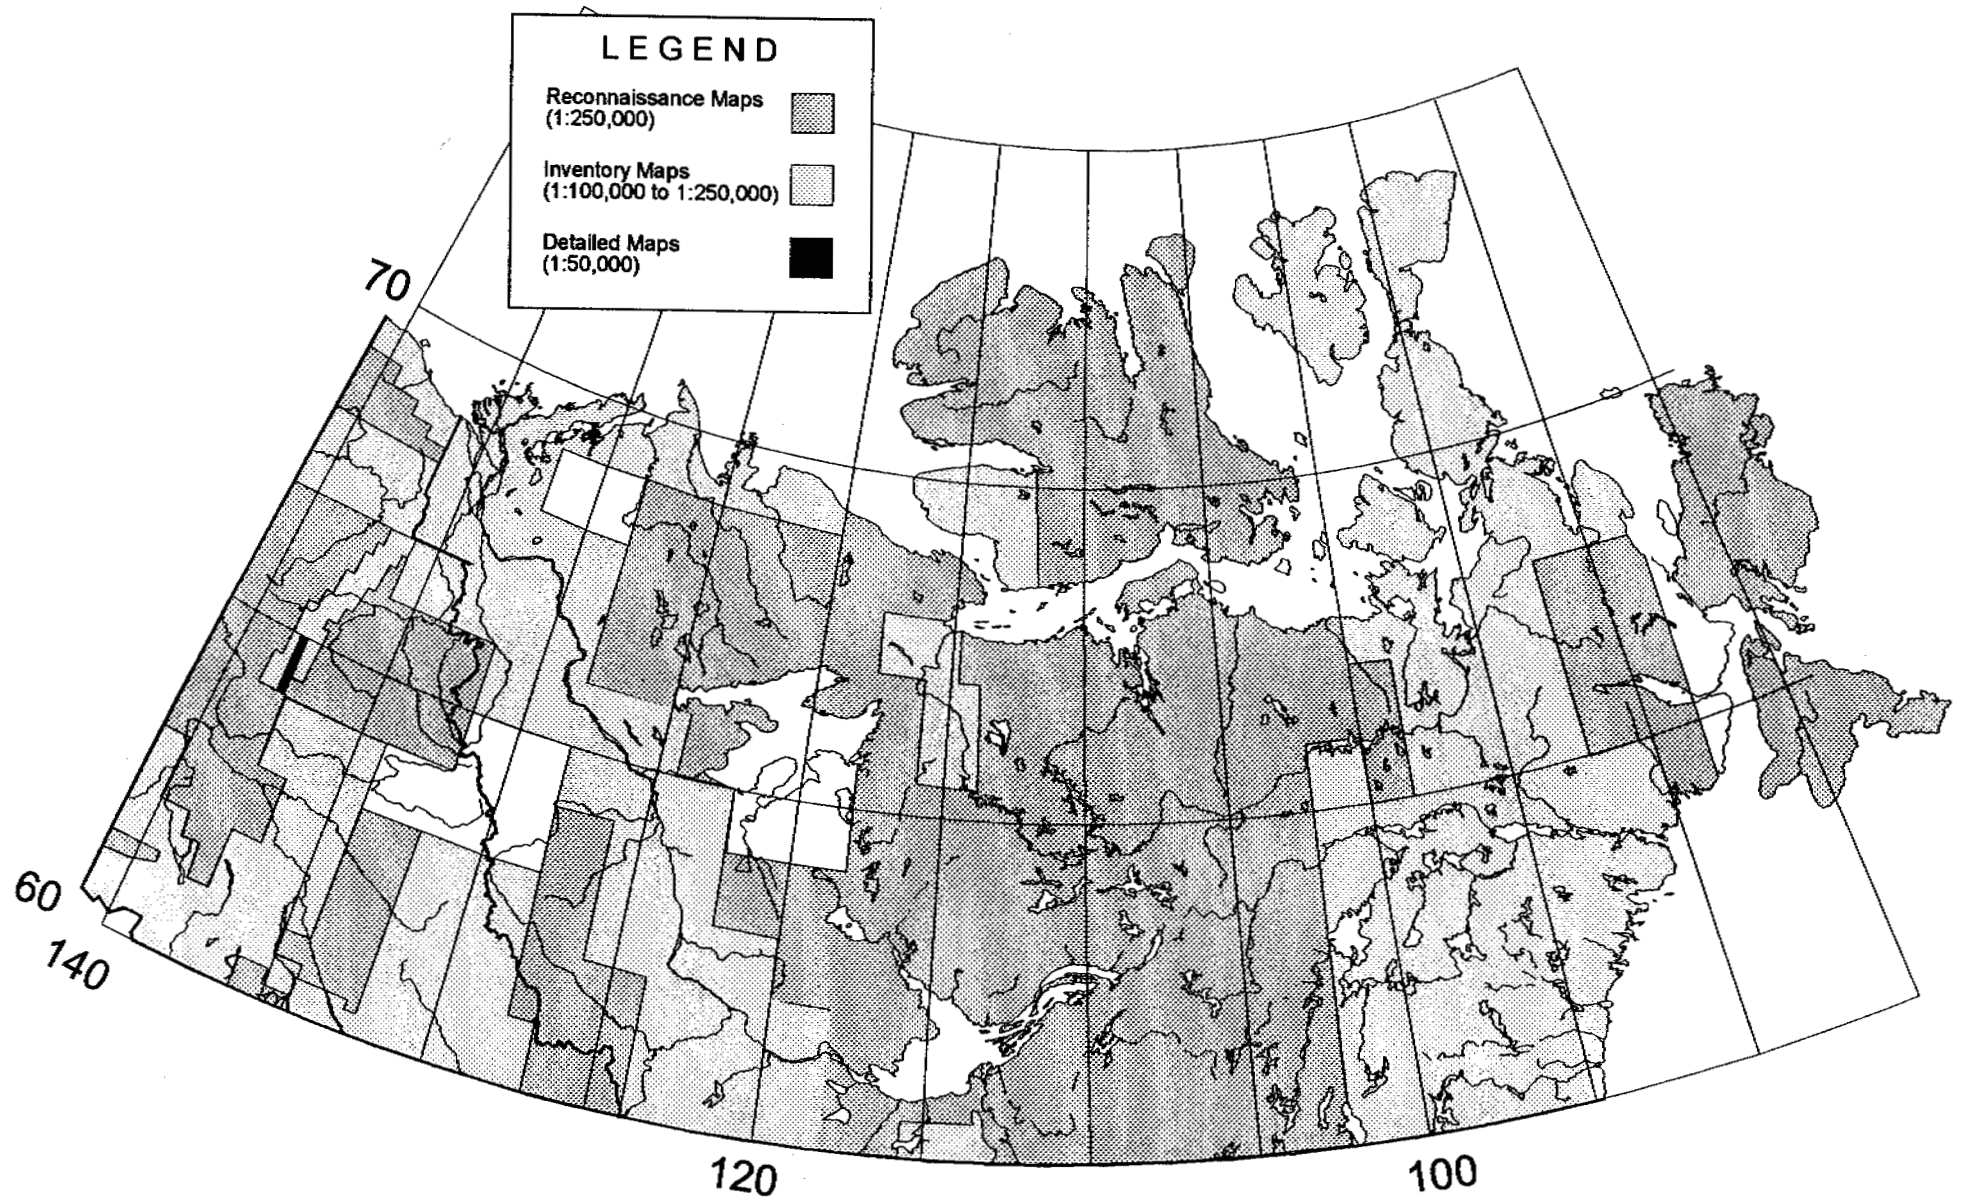 LEGEND
Reconnaissance Maps
(1:250,000)
Inventory Maps
(1:100,000 to 1:250,000)
Detailed Maps
(1:50,000)
70
60
140
120
100